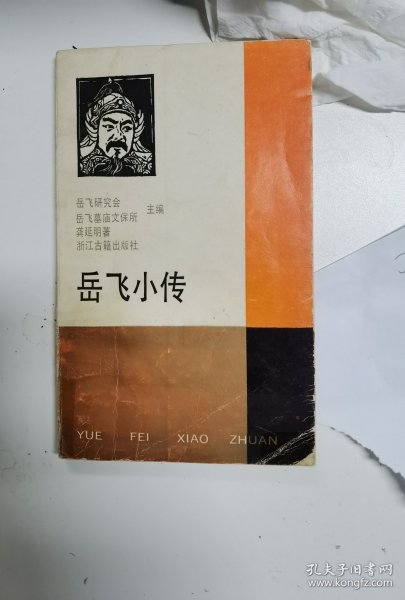 岳飞研究会
岳飞墓庙文保所
主编
龚延明著
浙江古籍出版社
岳飞小传
YUE FEI XIAO ZHUAN
孔夫子旧书网
book.kongfz.com